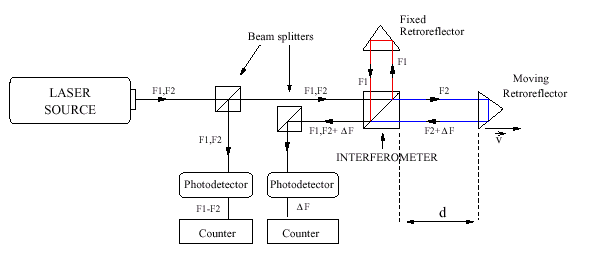 Fixed
Retroreflector
Beam splitters
F1
F1
LASER
SOURCE
F1,F2
F1,F2
F2
Moving
Retroreflector
F1,F2+ ΔF
F2+ΔF
v
F1,F2
INTERFEROMETER
Photodetector
Photodetector
d
F1-F2
ΔF
Counter
Counter